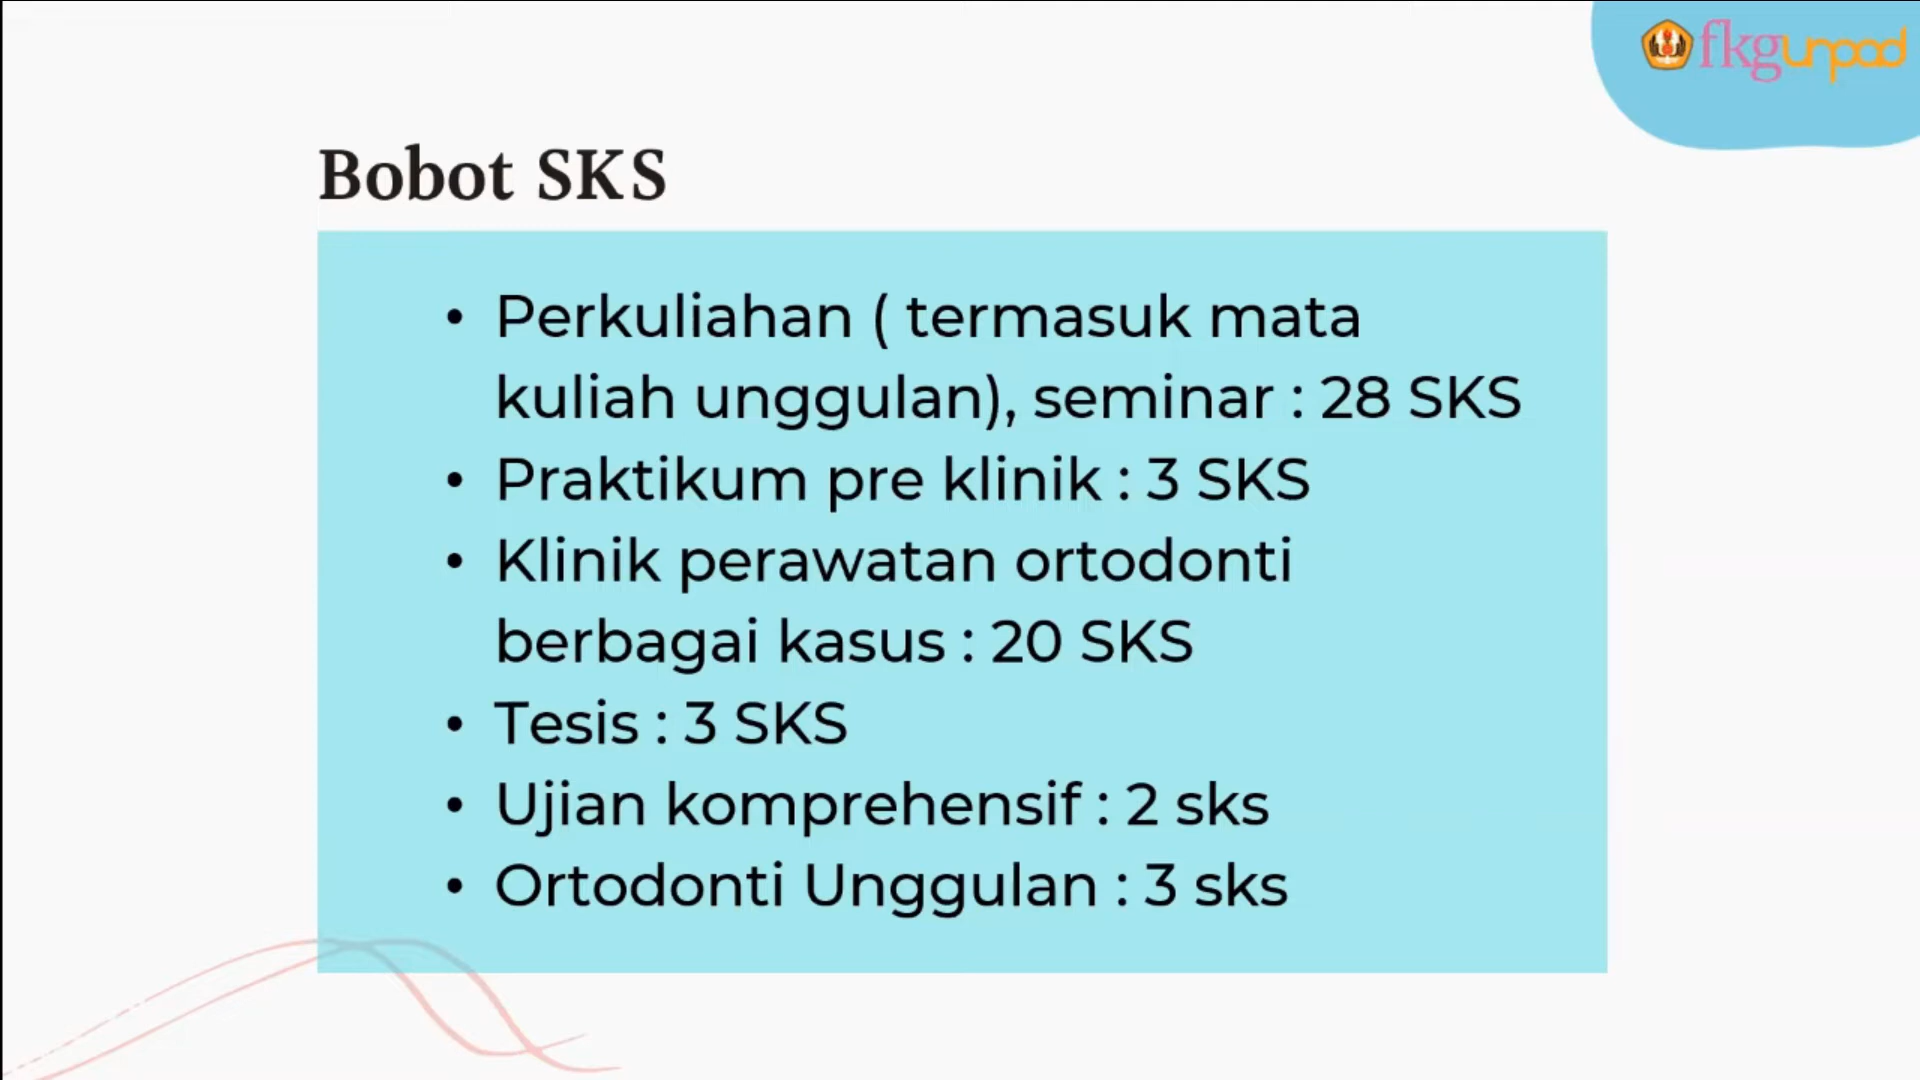 fkgunpad
Bobot SKS
• Perkuliahan ( termasuk mata
kuliah unggulan), seminar : 28 SKS
• Praktikum pre klinik : 3 SKS
• Klinik perawatan ortodonti
berbagai kasus : 20 SKS
• Tesis : 3 SKS
• Ujian komprehensif : 2 sks
• Ortodonti Unggulan : 3 sks